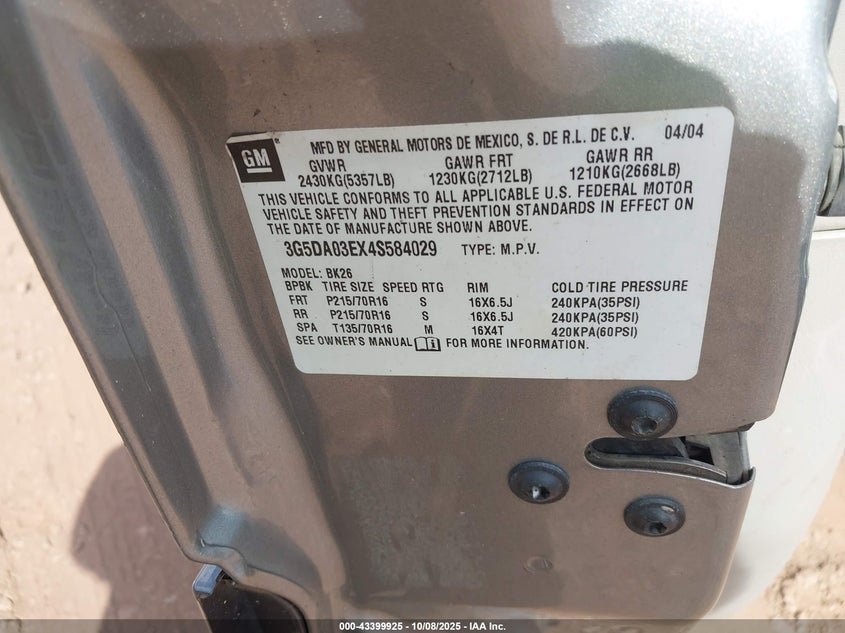 GM
MFD BY GENERAL MOTORS DE MEXICO, S. DE R.L. DE C.V. 04/04
GVWR GAWR FRT GAWR RR
2430KG(5357LB) 1230KG(2712LB) 1210KG(2668LB)
THIS VEHICLE CONFORMS TO ALL APPLICABLE U.S. FEDERAL MOTOR
VEHICLE SAFETY AND THEFT PREVENTION STANDARDS IN EFFECT ON
THE DATE OF MANUFACTURE SHOWN ABOVE.
3G5DA03EX4S584029 TYPE: M.P.V.
MODEL: BK26
BPBK TIRE SIZE SPEED RTG RIM COLD TIRE PRESSURE
FRT P215/70R16 S 16X6.5J 240KPA(35PSI)
RR P215/70R16 S 16X6.5J 240KPA(35PSI)
SPA T135/70R16 M 16X4T 420KPA(60PSI)
SEE OWNER'S MANUAL FOR MORE INFORMATION.
000-43399925 - 10/08/2025 - IAA Inc.